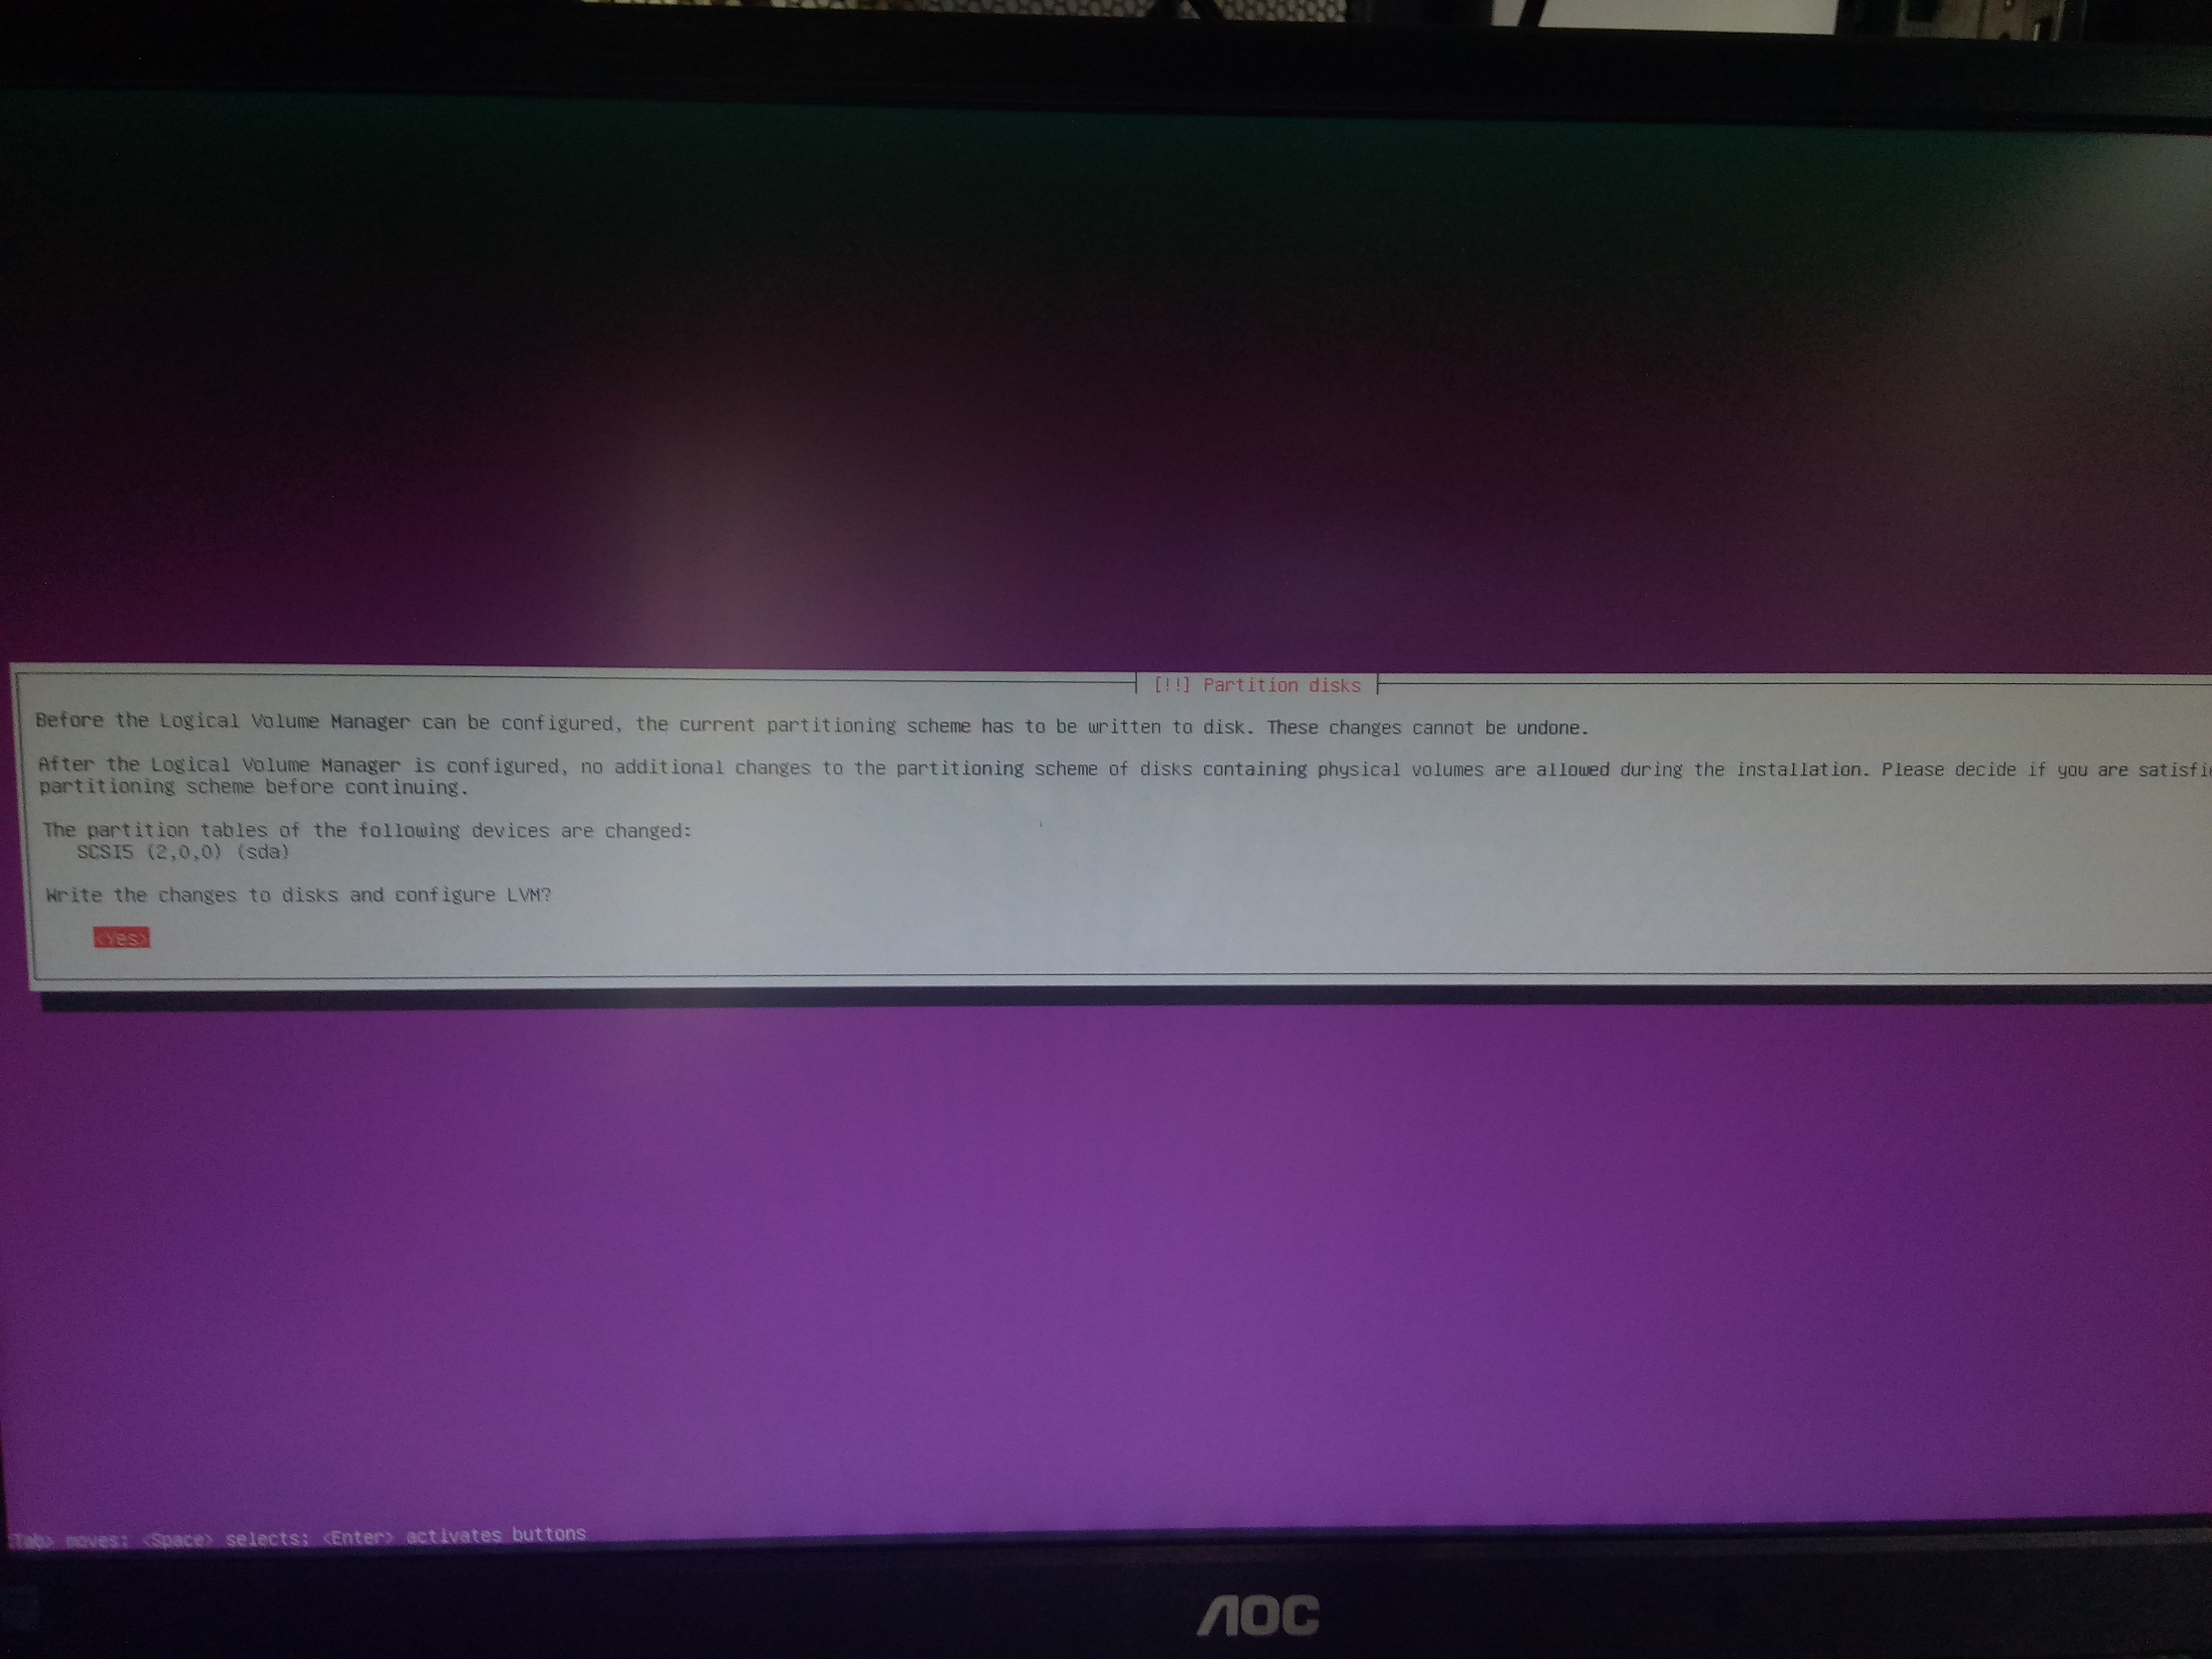 [!!] Partition disks
Before the Logical Volume Manager can be configured, the current partitioning scheme has to be written to disk. These changes cannot be undone.
After the Logical Volume Manager is configured, no additional changes to the partitioning scheme of disks containing physical volumes are allowed during the installation. Please decide if you are satisfi
partitioning scheme before continuing.
The partition tables of the following devices are changed:
SCSI5 (2,0,0) (sda)
Write the changes to disks and configure LVM?
<Yes>
<Tab> moves; <Space> selects; <Enter> activates buttons
AOC